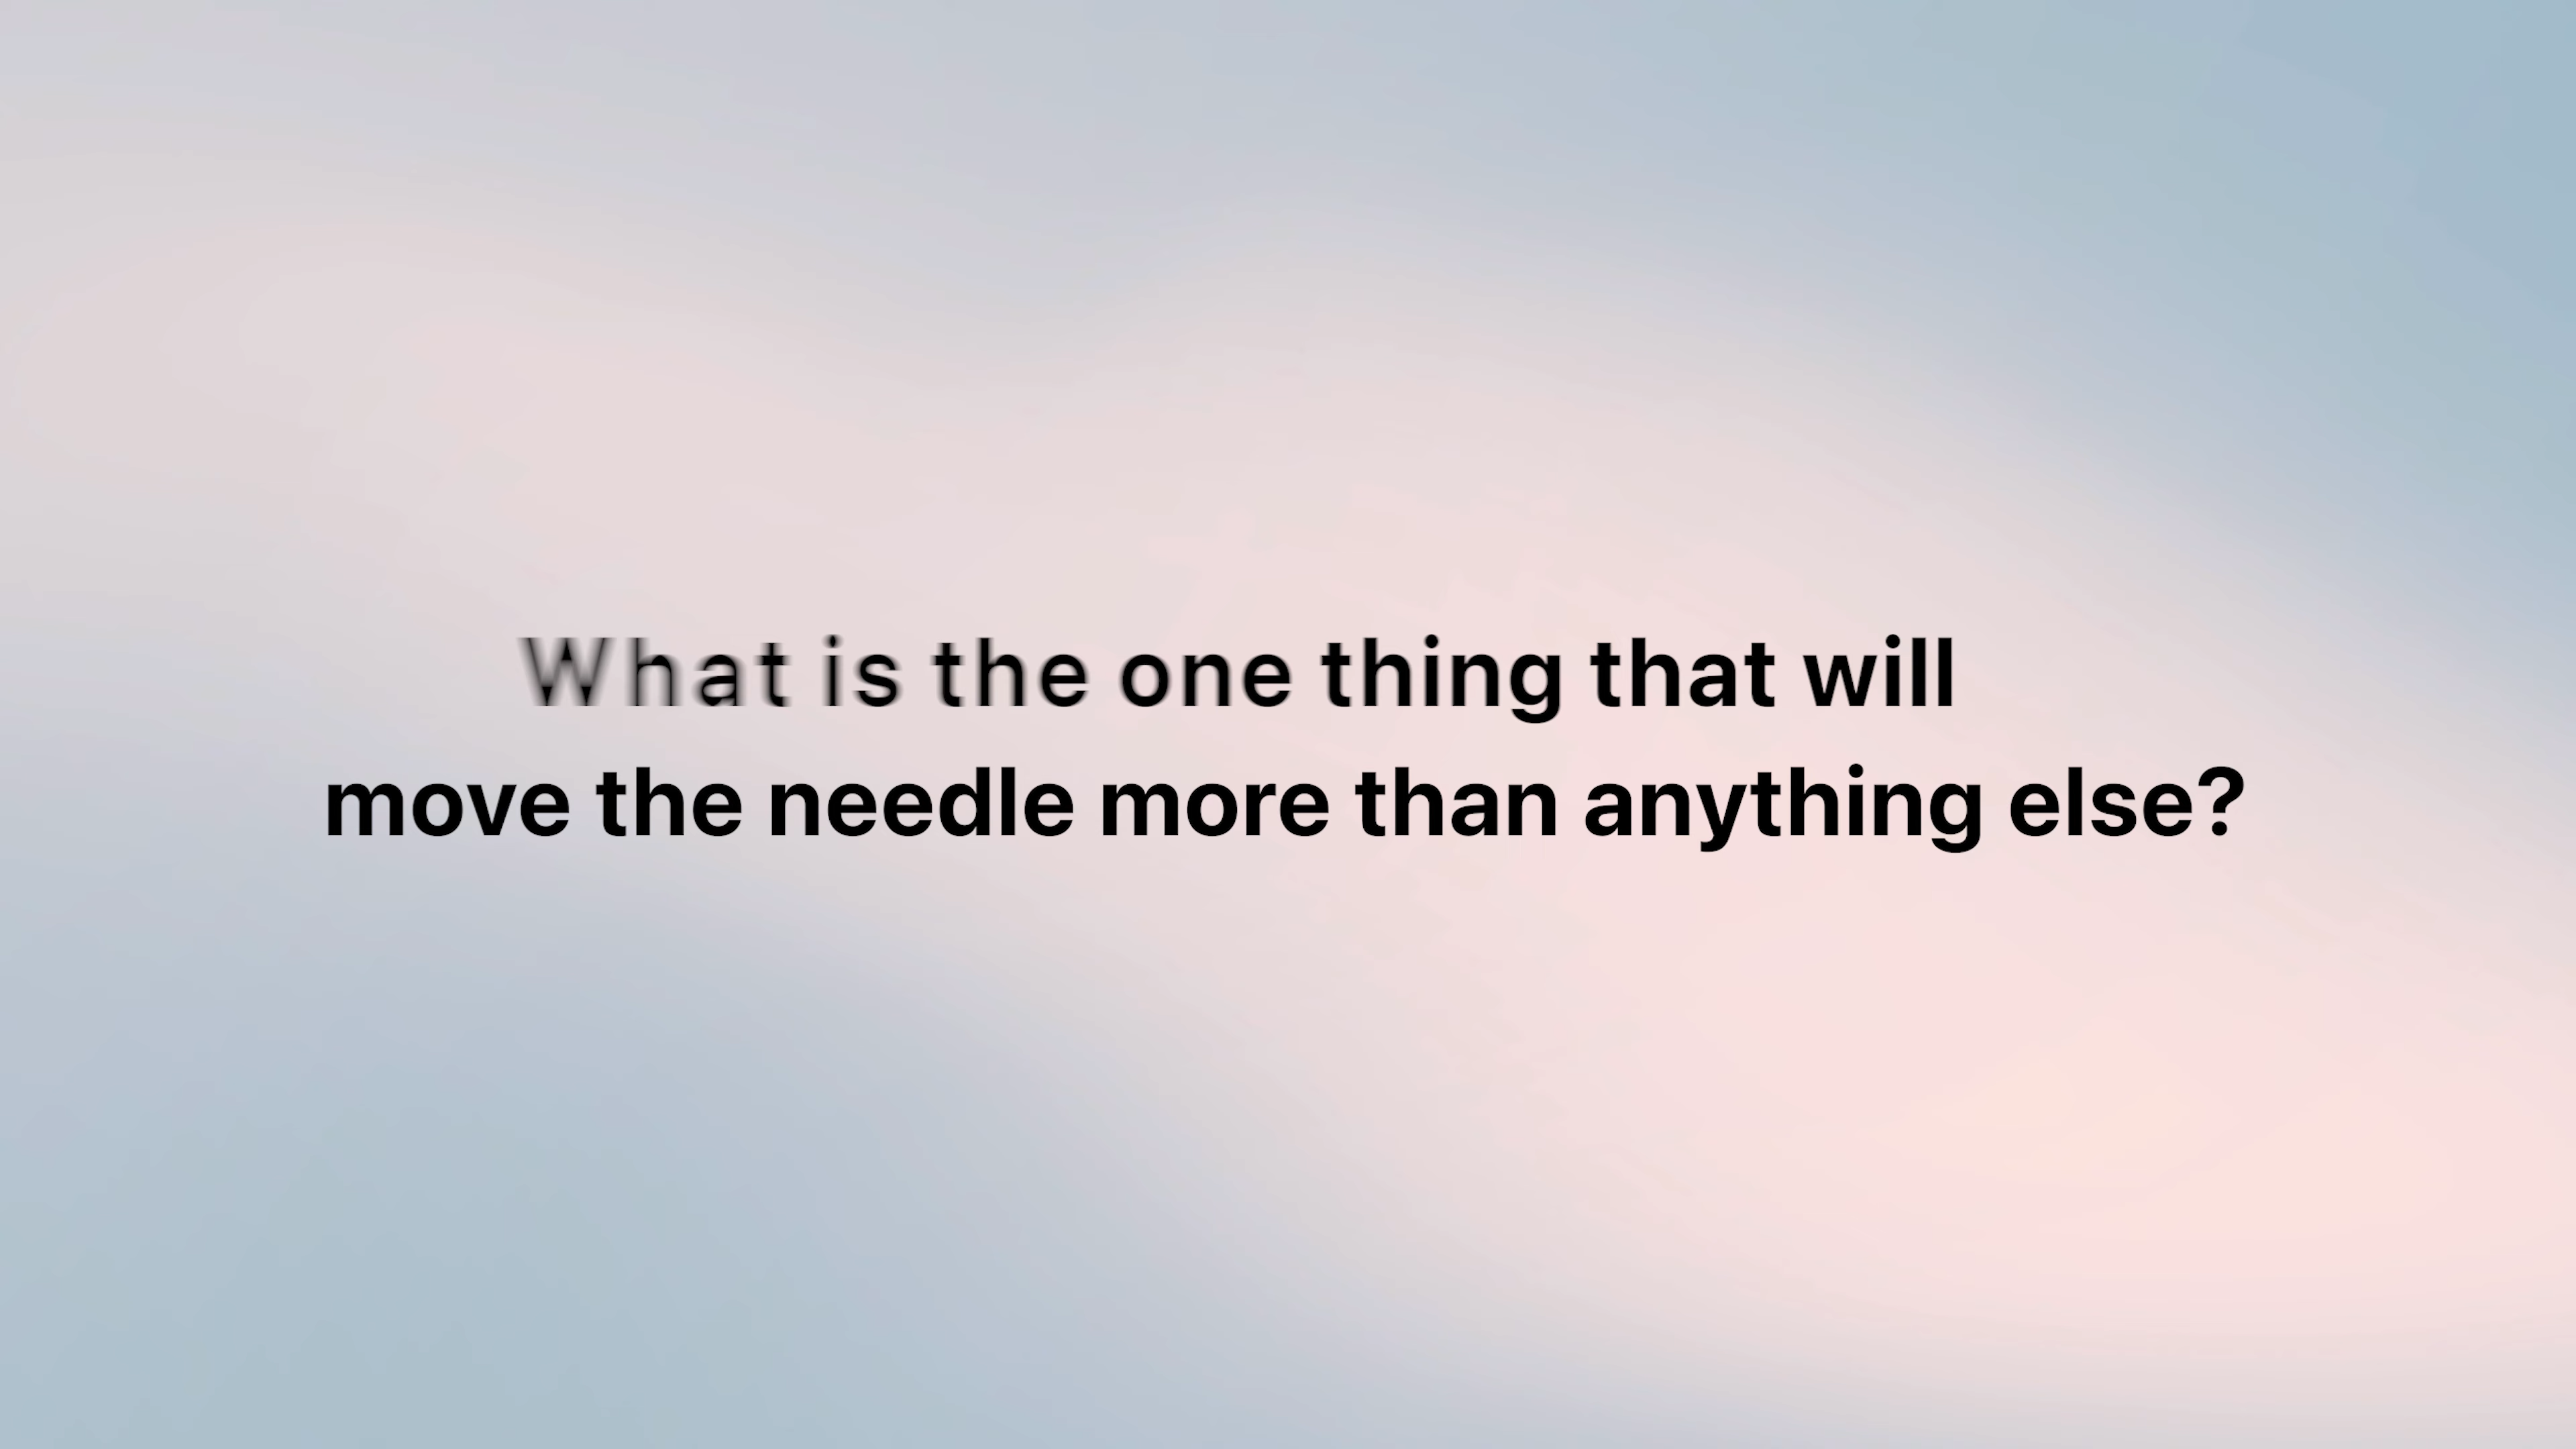 What is the one thing that will
move the needle more than anything else?